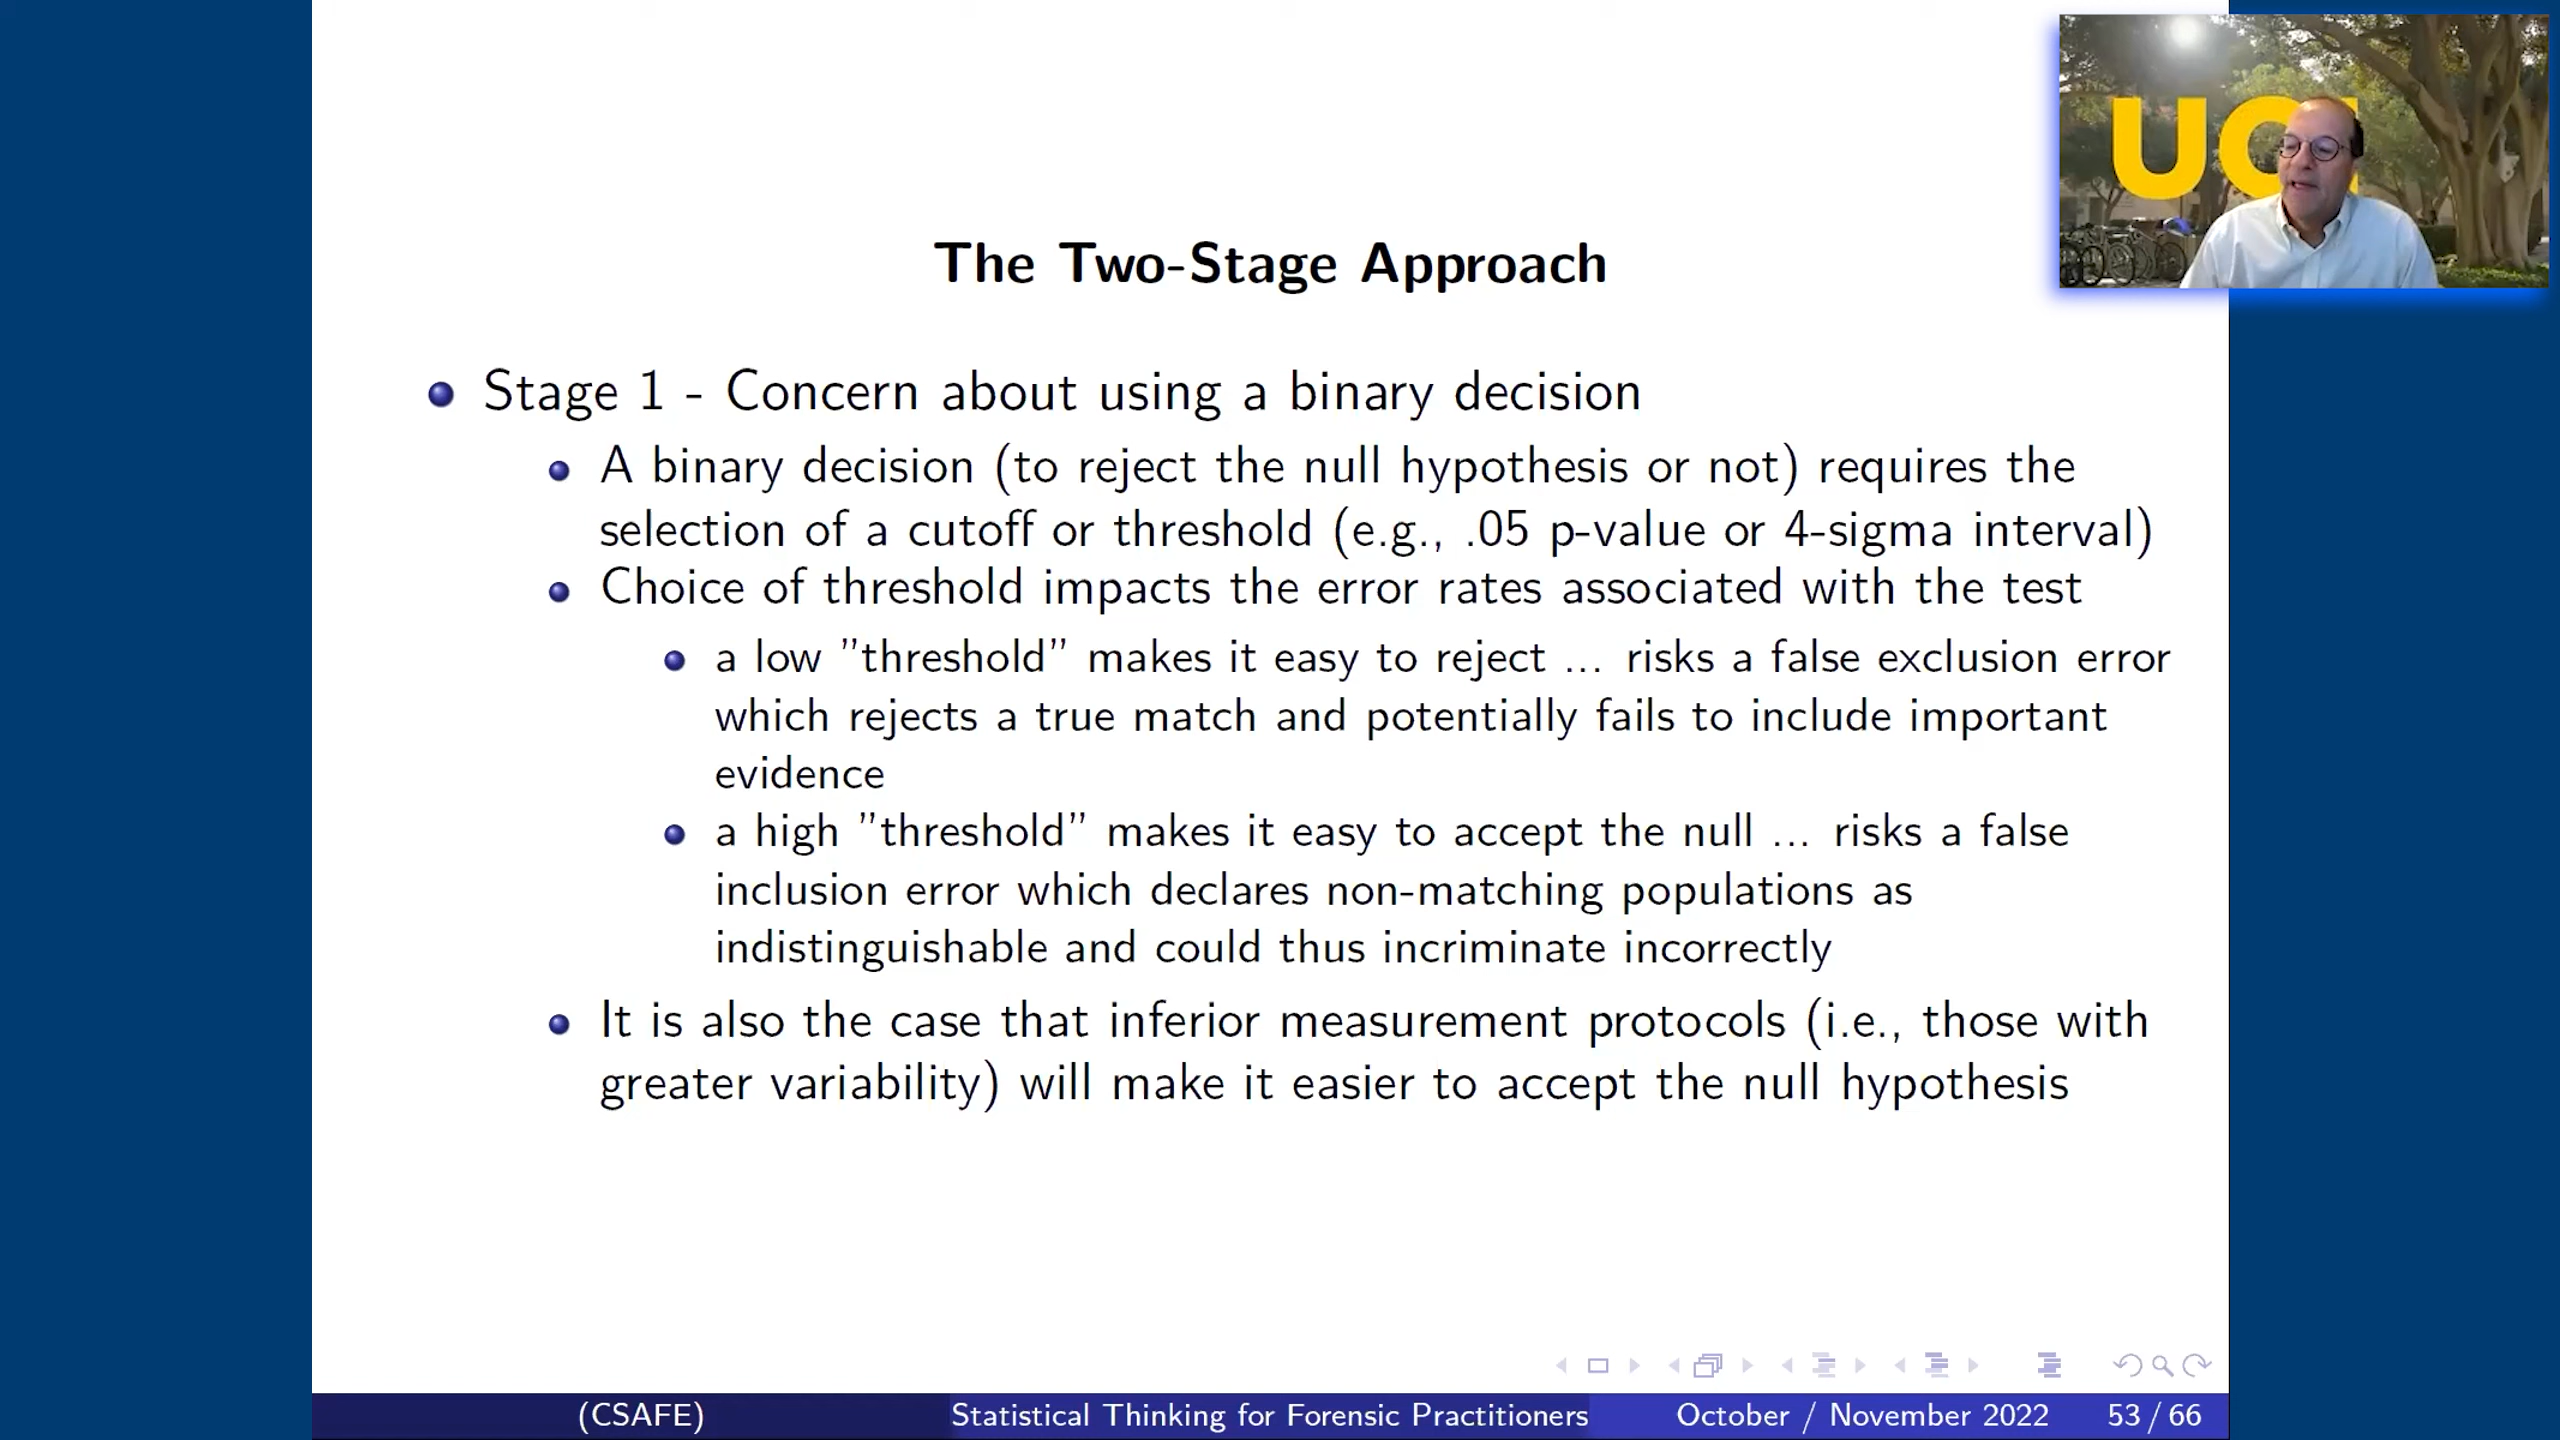 UCI
The Two-Stage Approach
Stage 1 - Concern about using a binary decision
A binary decision (to reject the null hypothesis or not) requires the
selection of a cutoff or threshold (e.g., .05 p-value or 4-sigma interval)
Choice of threshold impacts the error rates associated with the test
a low ”threshold” makes it easy to reject ... risks a false exclusion error
which rejects a true match and potentially fails to include important
evidence
a high ”threshold” makes it easy to accept the null ... risks a false
inclusion error which declares non-matching populations as
indistinguishable and could thus incriminate incorrectly
It is also the case that inferior measurement protocols (i.e., those with
greater variability) will make it easier to accept the null hypothesis
(CSAFE) Statistical Thinking for Forensic Practitioners October / November 2022 53 / 66